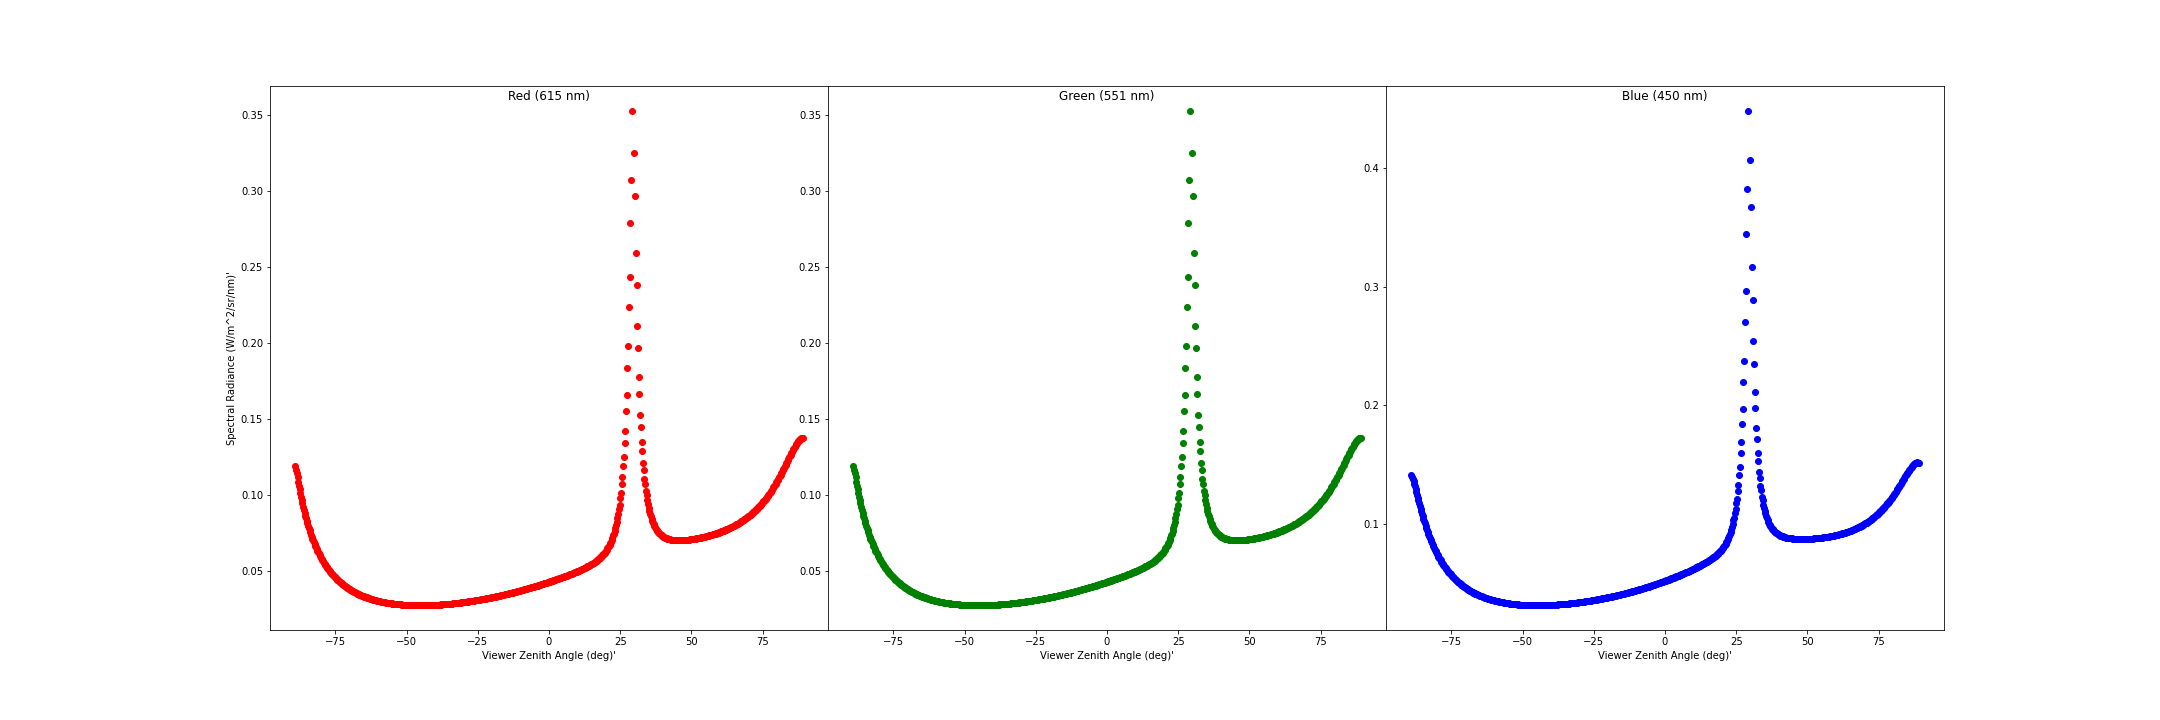 Red (615 nm)
Green (551 nm)
Blue (450 nm)
Spectral Radiance (W/m^2/sr/nm)'
0.35
0.30
0.25
0.20
0.15
0.10
0.05
−75 −50 −25 0 25 50 75
Viewer Zenith Angle (deg)'
0.35
0.30
0.25
0.20
0.15
0.10
0.05
−75 −50 −25 0 25 50 75
Viewer Zenith Angle (deg)'
0.4
0.3
0.2
0.1
−75 −50 −25 0 25 50 75
Viewer Zenith Angle (deg)'